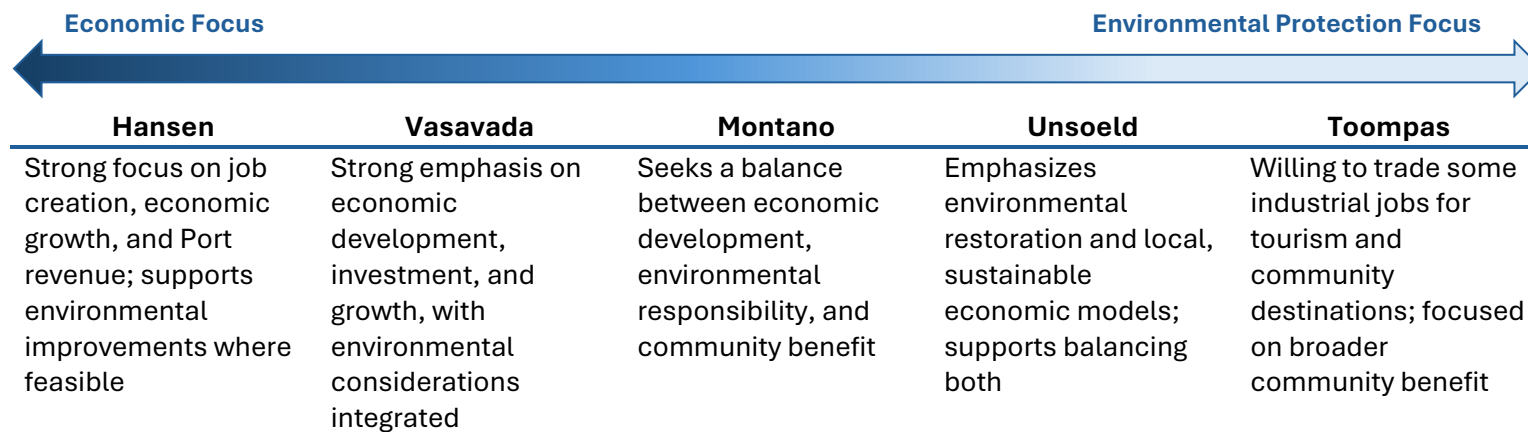 Economic Focus
Environmental Protection Focus
Hansen
Vasavada
Montano
Unsoeld
Toompas
Strong focus on job
creation, economic
growth, and Port
revenue; supports
environmental
improvements where
feasible
Strong emphasis on
economic
development,
investment, and
growth, with
environmental
considerations
integrated
Seeks a balance
between economic
development,
environmental
responsibility, and
community benefit
Emphasizes
environmental
restoration and local,
sustainable
economic models;
supports balancing
both
Willing to trade some
industrial jobs for
tourism and
community
destinations; focused
on broader
community benefit